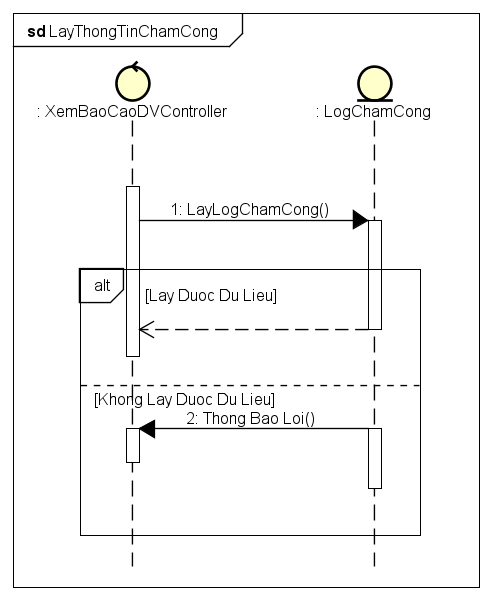 sd LayThongTinChamCong
: XemBaoCaoDVController
: LogChamCong
1: LayLogChamCong()
alt
[Lay Duoc Du Lieu]
[Khong Lay Duoc Du Lieu]
2: Thong Bao Loi()